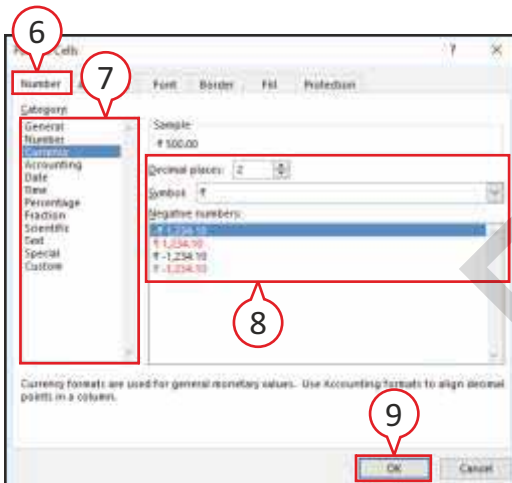 6
Cells ? ×
7
Number Font Border Fill Protection
Category:
General
Number
Currency
Accounting
Date
Time
Percentage
Fraction
Scientific
Text
Special
Custom
Sample
₹ 500.00
Decimal places: 2
Symbol: ₹
Negative numbers:
-₹ 1,234.10
₹ 1,234.10
₹ -1,234.10
₹ -1,234.10
8
Currency formats are used for general monetary values. Use Accounting formats to align decimal
points in a column.
9
OK Cancel